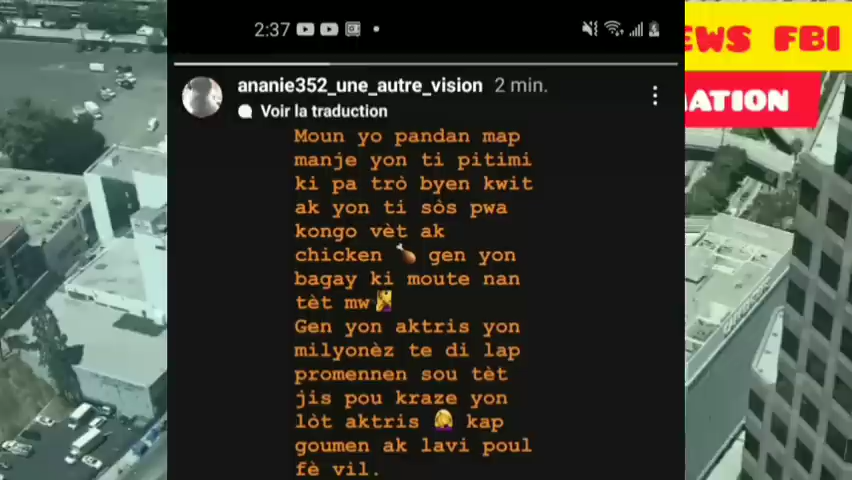 2:37
EWS FBI
MATION
ananie352_une_autre_vision 2 min.
Voir la traduction
Moun yo pandan map
manje yon ti pitimi
ki pa trò byen kwit
ak yon ti sòs pwa
kongo vèt ak
chicken 🍗 gen yon
bagay ki moute nan
tèt mw🤦‍♀️
Gen yon aktris yon
milyonèz te di lap
promennen sou tèt
jis pou kraze yon
lòt aktris 🙆‍♀️ kap
goumen ak lavi poul
fè vil.